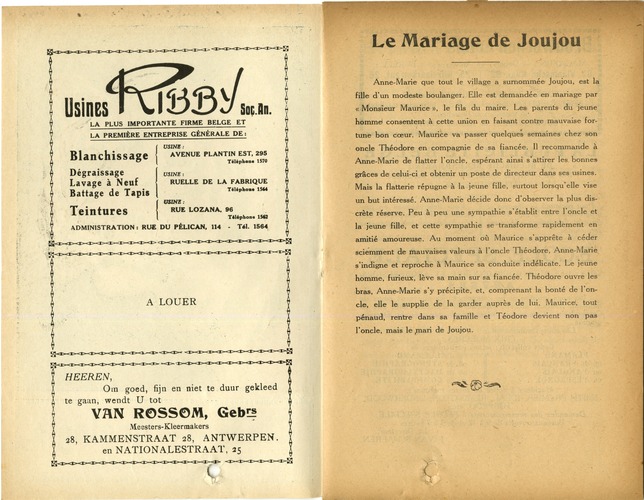 Usines RIBBY Soc. An.
LA PLUS IMPORTANTE FIRME BELGE ET
LA PREMIÈRE ENTREPRISE GÉNÉRALE DE :
Blanchissage
USINE :
AVENUE PLANTIN EST, 295
Téléphone 1570
Dégraissage
Lavage à Neuf
Battage de Tapis
USINE :
RUELLE DE LA FABRIQUE
Téléphone 1564
Teintures
USINE :
RUE LOZANA, 96
Téléphone 1563
ADMINISTRATION : RUE DU PÉLICAN, 114 - Tél. 1564
A LOUER
HEEREN,
Om goed, fijn en niet te duur gekleed
te gaan, wendt U tot
VAN ROSSOM, Gebrs
Meesters-Kleermakers
28, KAMMENSTRAAT 28, ANTWERPEN.
en NATIONALESTRAAT, 25
Le Mariage de Joujou
Anne-Marie que tout le village a surnommée Joujou, est la
fille d'un modeste boulanger. Elle est demandée en mariage par
« Monsieur Maurice », le fils du maire. Les parents du jeune
homme consentent à cette union en faisant contre mauvaise for-
tune bon cœur. Maurice va passer quelques semaines chez son
oncle Théodore en compagnie de sa fiancée. Il recommande à
Anne-Marie de flatter l'oncle, espérant ainsi s'attirer les bonnes
grâces de celui-ci et obtenir un poste de directeur dans ses usines.
Mais la flatterie répugne à la jeune fille, surtout lorsqu'elle vise
un but intéressé. Anne-Marie décide donc d'observer la plus dis-
crète réserve. Peu à peu une sympathie s'établit entre l'oncle et
la jeune fille, et cette sympathie se transforme rapidement en
amitié amoureuse. Au moment où Maurice s'apprête à céder
sciemment de mauvaises valeurs à l'oncle Théodore. Anne-Marie
s'indigne et reproche à Maurice sa conduite indélicate. Le jeune
homme, furieux, lève sa main sur sa fiancée. Théodore ouvre les
bras, Anne-Marie s'y précipite, et, comprenant la bonté de l'on-
cle, elle le supplie de la garder auprès de lui. Maurice, tout
pénaud, rentre dans sa famille et Téodore devient non pas
l'oncle, mais le mari de Joujou.